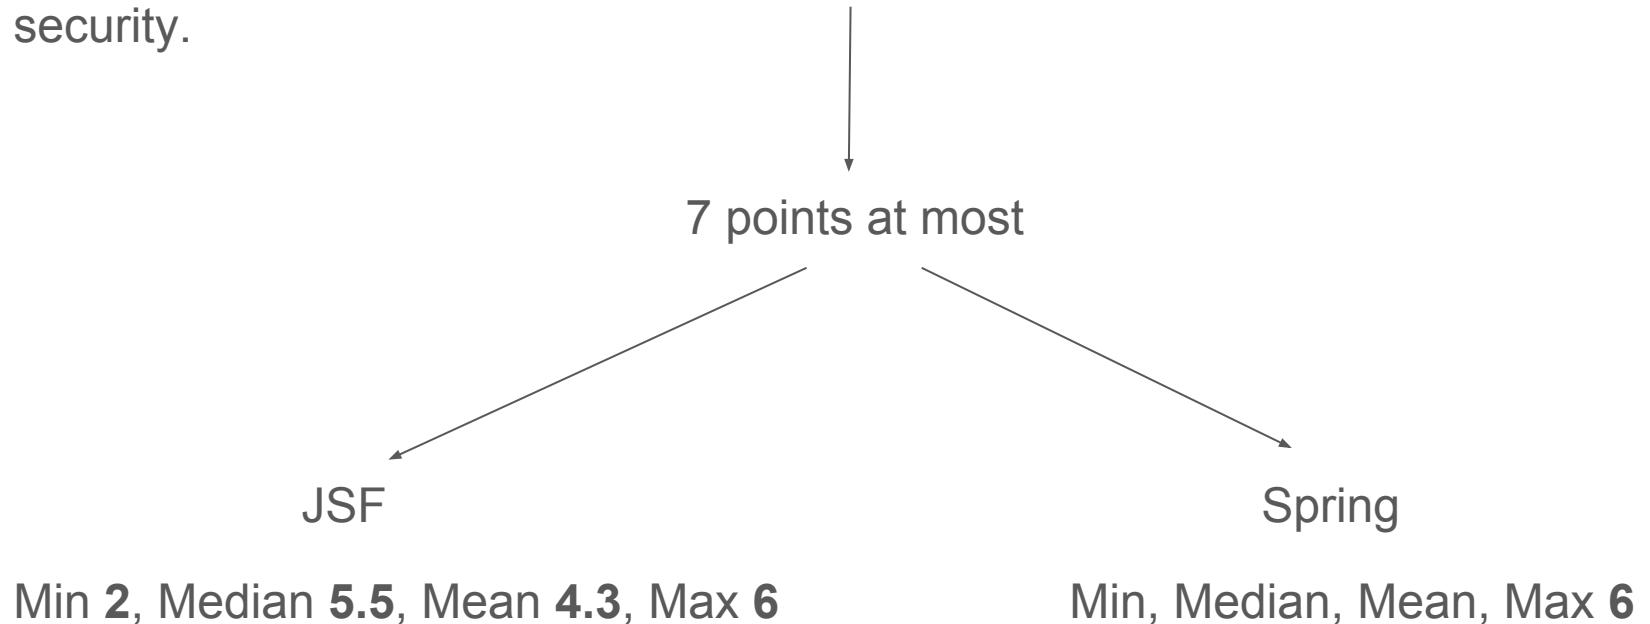 security.
7 points at most
JSF
Spring
Min 2, Median 5.5, Mean 4.3, Max 6
Min, Median, Mean, Max 6